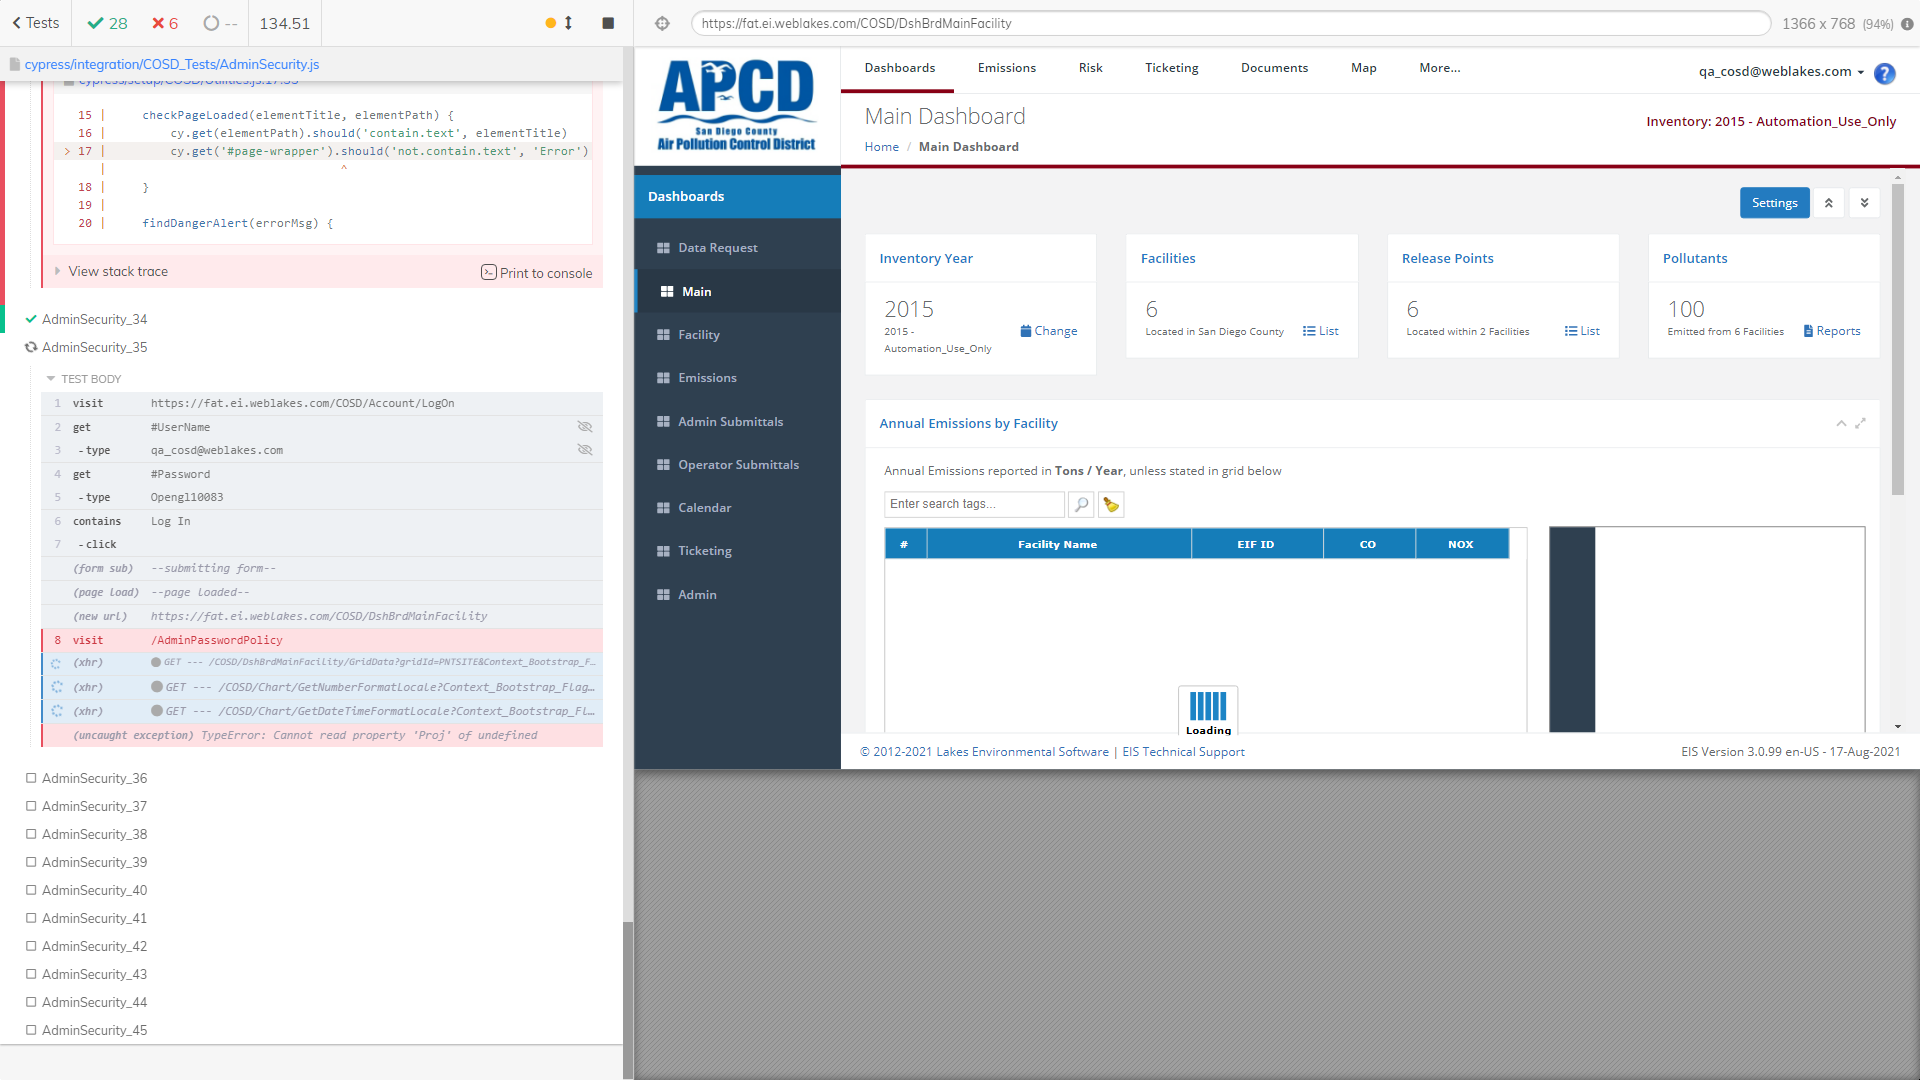 Tests
28
6
--
134.51
https://fat.ei.weblakes.com/COSD/DshBrdMainFacility
1366 x 768 (94%)
cypress/integration/COSD_Tests/AdminSecurity.js
15 | checkPageLoaded(elementTitle, elementPath) {
16 | cy.get(elementPath).should('contain.text', elementTitle)
> 17 | cy.get('#page-wrapper').should('not.contain.text', 'Error')
| ^
18 | }
19 |
20 | findDangerAlert(errorMsg) {
View stack trace
Print to console
AdminSecurity_34
AdminSecurity_35
TEST BODY
1 visit https://fat.ei.weblakes.com/COSD/Account/LogOn
2 get #UserName
3 -type qa_cosd@weblakes.com
4 get #Password
5 -type Opengl10083
6 contains Log In
7 -click
(form sub) --submitting form--
(page load) --page loaded--
(new url) https://fat.ei.weblakes.com/COSD/DshBrdMainFacility
8 visit /AdminPasswordPolicy
(xhr) GET --- /COSD/DshBrdMainFacility/GridData?gridId=PNTSITE&Context_Bootstrap_F...
(xhr) GET --- /COSD/Chart/GetNumberFormatLocale?Context_Bootstrap_Flag...
(xhr) GET --- /COSD/Chart/GetDateTimeFormatLocale?Context_Bootstrap_Fl...
(uncaught exception) TypeError: Cannot read property 'Proj' of undefined
AdminSecurity_36
AdminSecurity_37
AdminSecurity_38
AdminSecurity_39
AdminSecurity_40
AdminSecurity_41
AdminSecurity_42
AdminSecurity_43
AdminSecurity_44
AdminSecurity_45
APCD
San Diego County
Air Pollution Control District
Dashboards
Emissions
Risk
Ticketing
Documents
Map
More...
qa_cosd@weblakes.com
?
Main Dashboard
Home / Main Dashboard
Inventory: 2015 - Automation_Use_Only
Dashboards
Data Request
Main
Facility
Emissions
Admin Submittals
Operator Submittals
Calendar
Ticketing
Admin
Settings
Inventory Year
2015
2015 -
Automation_Use_Only
Change
Facilities
6
Located in San Diego County
List
Release Points
6
Located within 2 Facilities
List
Pollutants
100
Emitted from 6 Facilities
Reports
Annual Emissions by Facility
Annual Emissions reported in Tons / Year, unless stated in grid below
Enter search tags...
# Facility Name EIF ID CO NOX
Loading
© 2012-2021 Lakes Environmental Software | EIS Technical Support
EIS Version 3.0.99 en-US - 17-Aug-2021